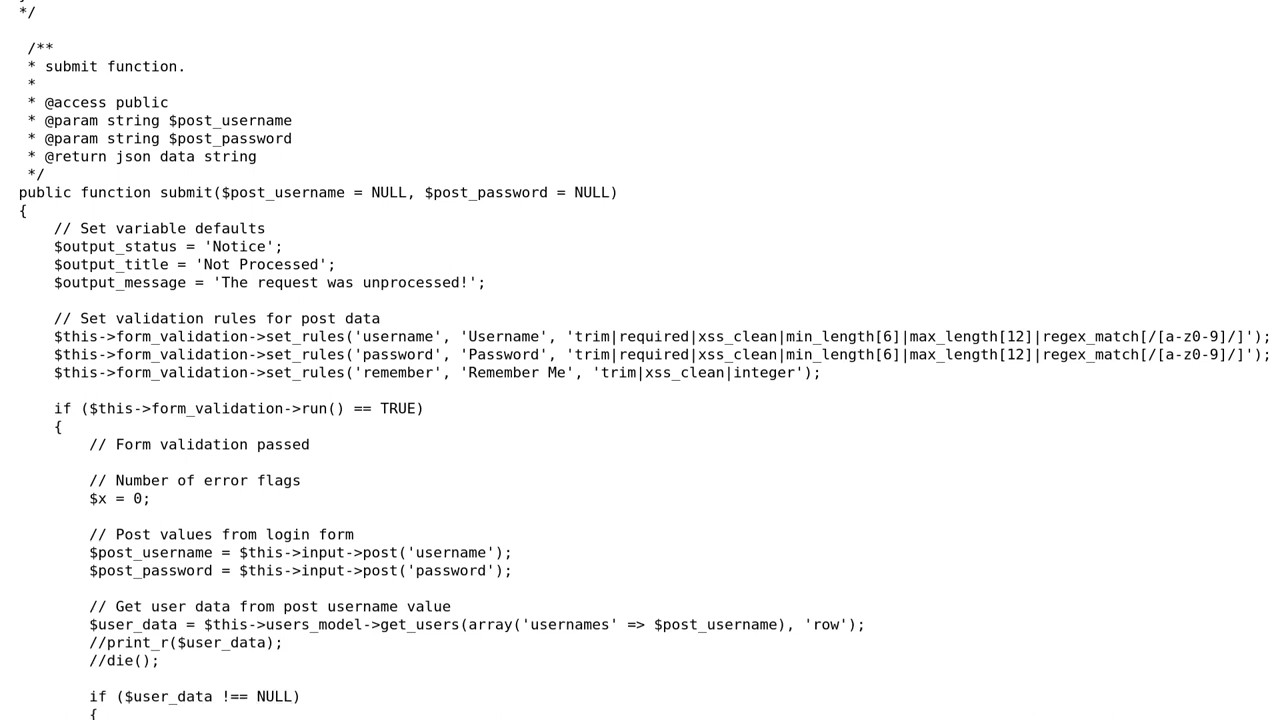 */
/**
* submit function.
*
* @access public
* @param string $post_username
* @param string $post_password
* @return json data string
*/
public function submit($post_username = NULL, $post_password = NULL)
{
// Set variable defaults
$output_status = 'Notice';
$output_title = 'Not Processed';
$output_message = 'The request was unprocessed!';
// Set validation rules for post data
$this->form_validation->set_rules('username', 'Username', 'trim|required|xss_clean|min_length[6]|max_length[12]|regex_match[/[a-z0-9]/]');
$this->form_validation->set_rules('password', 'Password', 'trim|required|xss_clean|min_length[6]|max_length[12]|regex_match[/[a-z0-9]/]');
$this->form_validation->set_rules('remember', 'Remember Me', 'trim|xss_clean|integer');
if ($this->form_validation->run() == TRUE)
{
// Form validation passed
// Number of error flags
$x = 0;
// Post values from login form
$post_username = $this->input->post('username');
$post_password = $this->input->post('password');
// Get user data from post username value
$user_data = $this->users_model->get_users(array('usernames' => $post_username), 'row');
//print_r($user_data);
//die();
if ($user_data !== NULL)
{